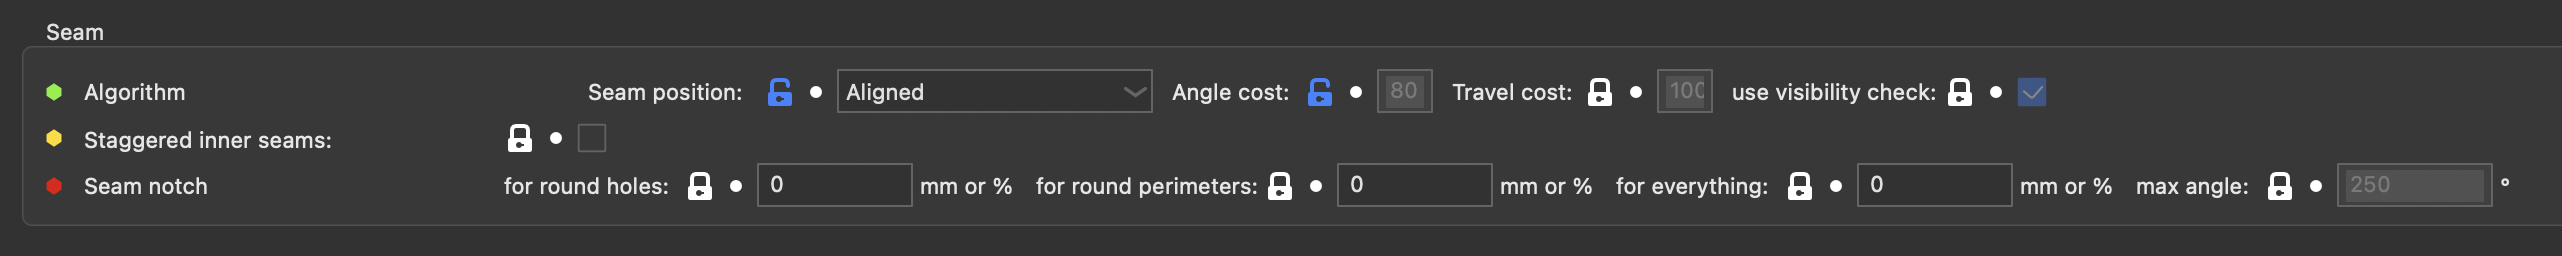 Seam
Algorithm Seam position: Aligned Angle cost: 80 Travel cost: 100 use visibility check:
Staggered inner seams:
Seam notch for round holes: 0 mm or % for round perimeters: 0 mm or % for everything: 0 mm or % max angle: 250 °